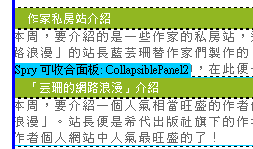 作家私房站介紹
本周，要介紹的是一些作家的私房站，
路浪漫」的站長藍芸珊替作家們製作的
Spry 可收合面板: CollapsiblePanel2 ，在此便
「芸珊的網路浪漫」介紹
本周，要介紹一個人氣相當旺盛的作者
浪漫」。站長便是希代出版社旗下的作
作者個人網站中人氣最旺盛的了！